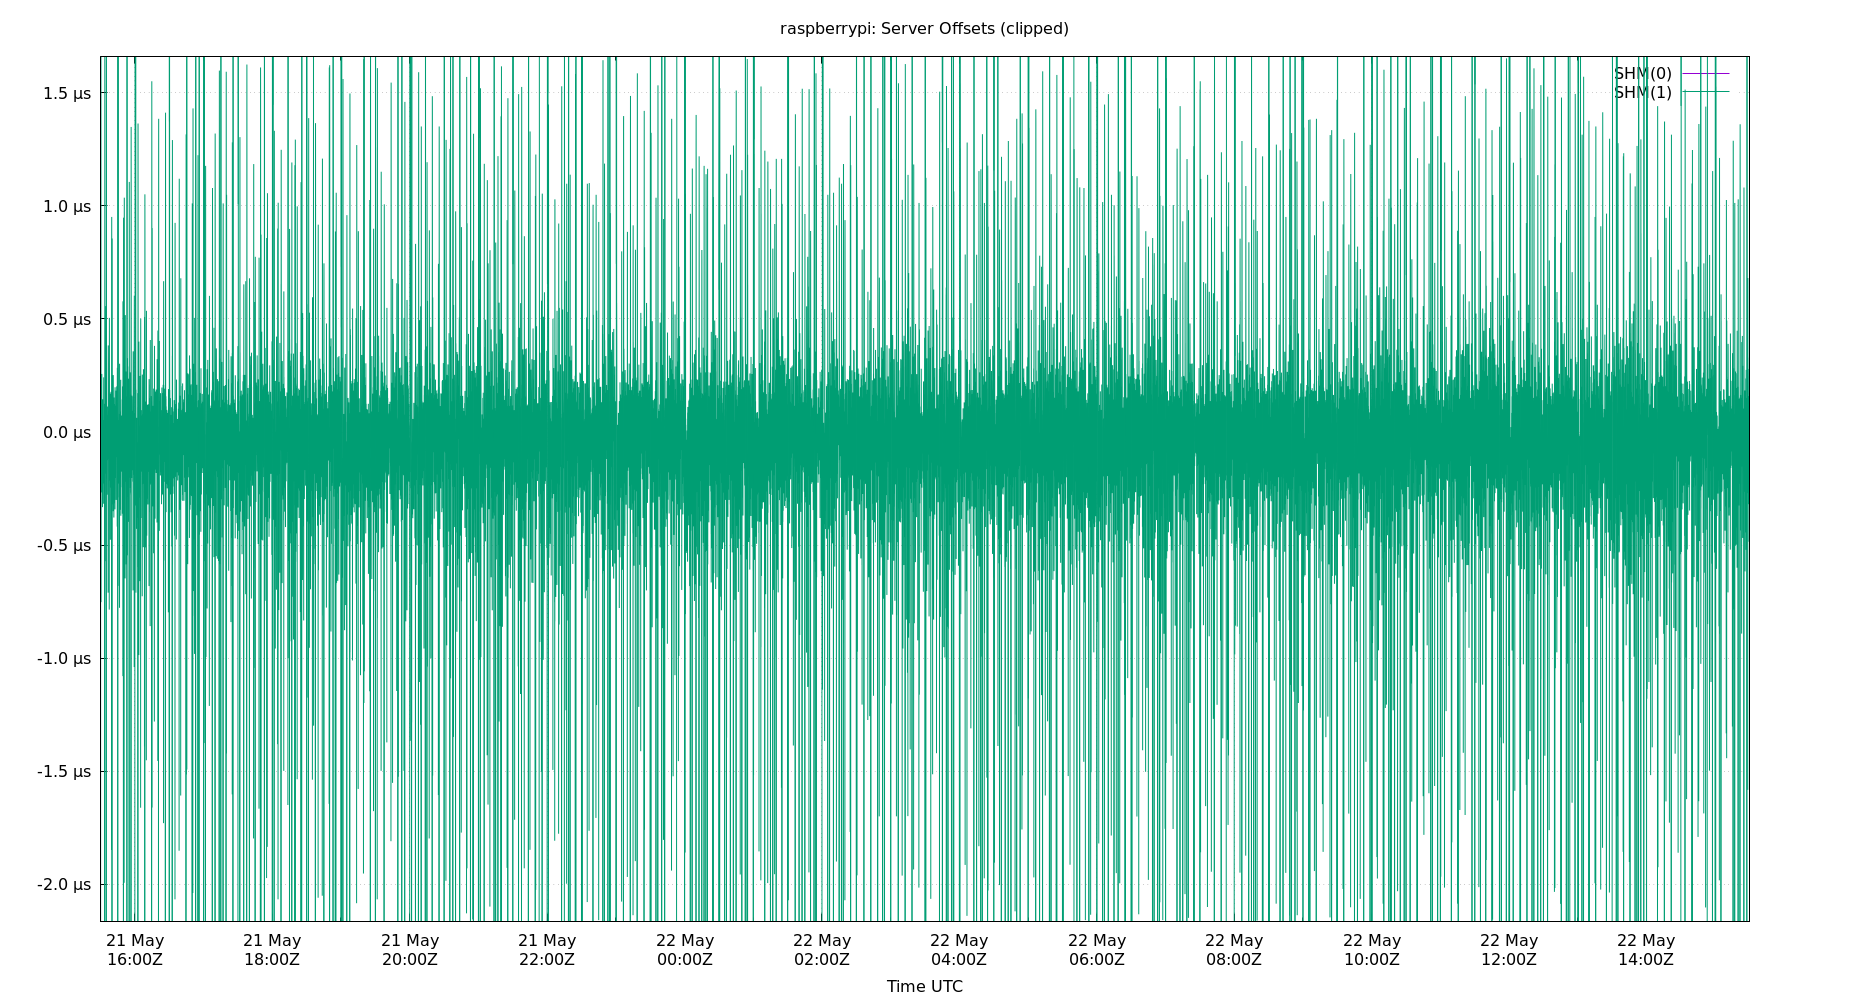 raspberrypi: Server Offsets (clipped)
SHM(0)
SHM(1)
1.5 µs
1.0 µs
0.5 µs
0.0 µs
-0.5 µs
-1.0 µs
-1.5 µs
-2.0 µs
21 May 21 May 21 May 21 May 22 May 22 May 22 May 22 May 22 May 22 May 22 May 22 May
16:00Z 18:00Z 20:00Z 22:00Z 00:00Z 02:00Z 04:00Z 06:00Z 08:00Z 10:00Z 12:00Z 14:00Z
Time UTC